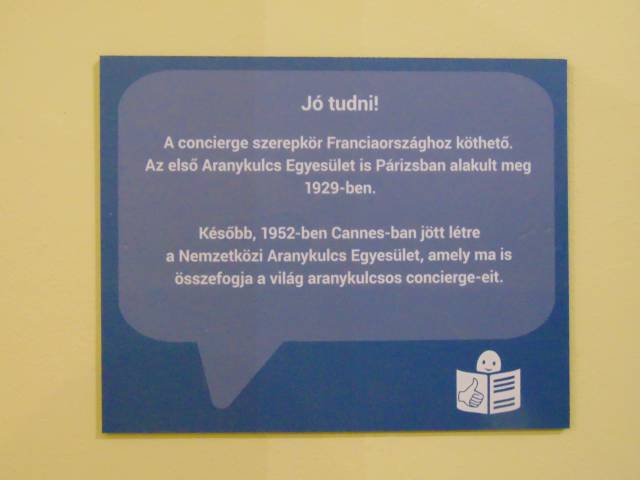 Jó tudni!
A concierge szerepkör Franciaországhoz köthető.
Az első Aranykulcs Egyesület is Párizsban alakult meg
1929-ben.
Később, 1952-ben Cannes-ban jött létre
a Nemzetközi Aranykulcs Egyesület, amely ma is
összefogja a világ aranykulcsos concierge-eit.